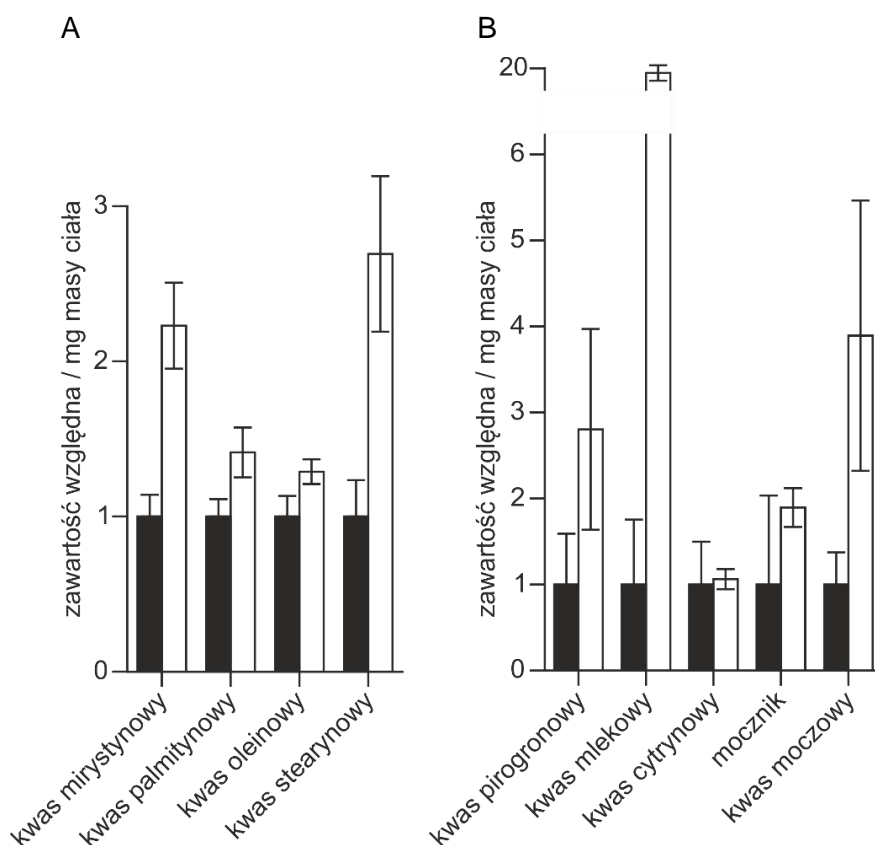 A
zawartość względna / mg masy ciała
3
2
1
0
kwas mirystynowy
kwas palmitynowy
kwas oleinowy
kwas stearynowy
B
zawartość względna / mg masy ciała
20
6
5
4
3
2
1
0
kwas pirogronowy
kwas mlekowy
kwas cytrynowy
mocznik
kwas moczowy